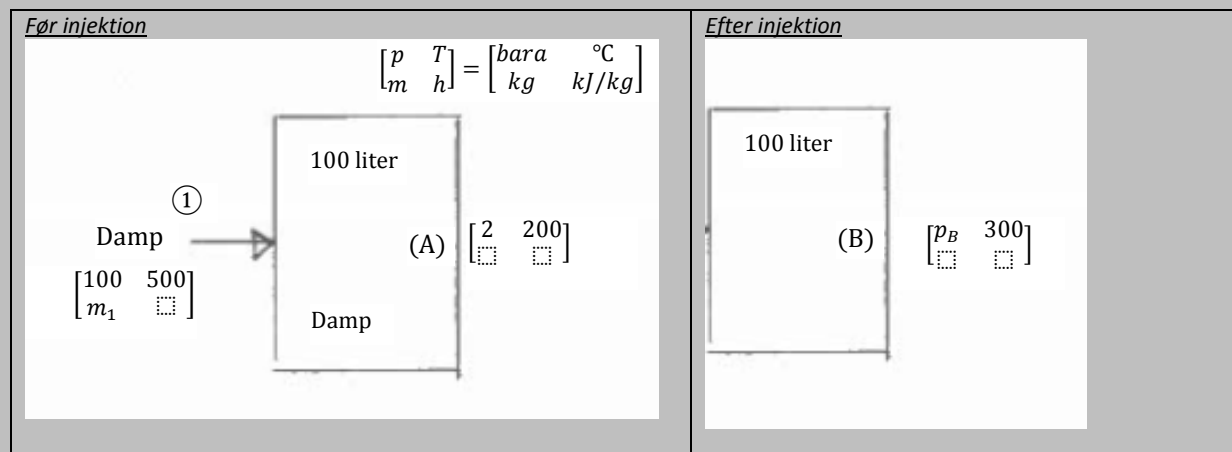 Før injektion
[p T
m h] = [bara °C
kg kJ/kg]
100 liter
①
Damp
[100 500
m₁ ⬚]
(A) [2 200
⬚ ⬚]
Damp
Efter injektion
100 liter
(B) [p_B 300
⬚ ⬚]